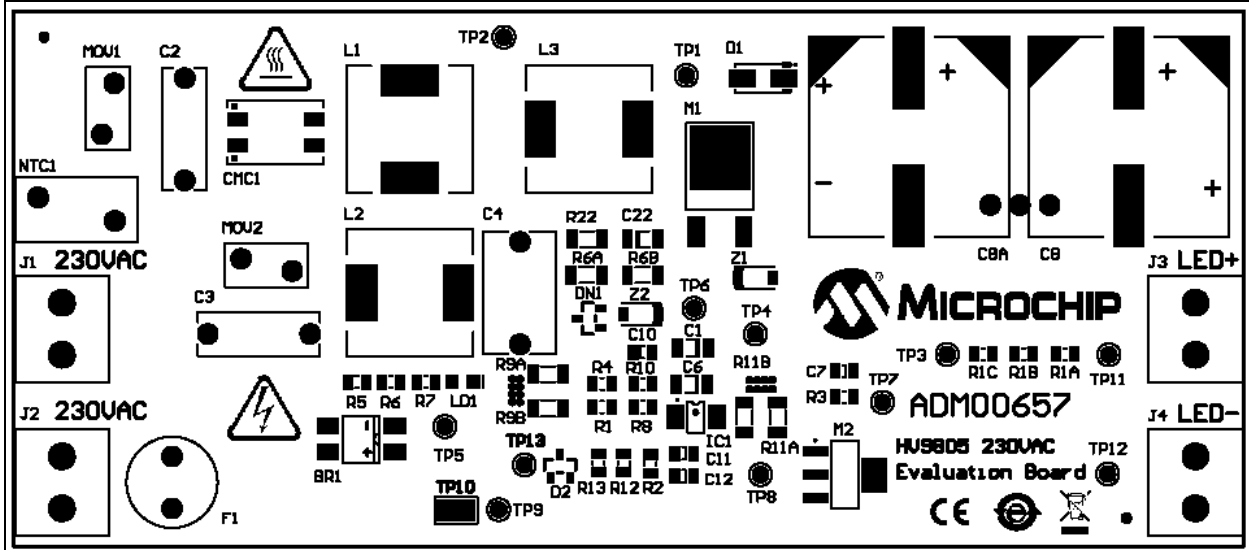 MOV1
C2
L1
TP2
L3
TP1
D1
M1
+
+
+
-
+
NTC1
CMC1
MOV2
L2
C4
R22
C22
R6A
R6B
Z1
C8A
C8
J1 230VAC
J3 LED+
C3
DN1
Z2
TP6
TP4
MICROCHIP
®
C10
C1
R9A
R4
R10
C6
R11B
C7
R3
TP3
R1C
R1B
R1A
TP11
TP7
ADM00657
R5
R6
R7
LD1
R9B
R1
R8
IC1
R11A
M2
J2 230VAC
J4 LED-
BR1
TP5
TP13
C11
C12
HV9805 230VAC
Evaluation Board
TP12
D2
R13
R12
R2
TP8
TP10
TP9
F1
CE
e